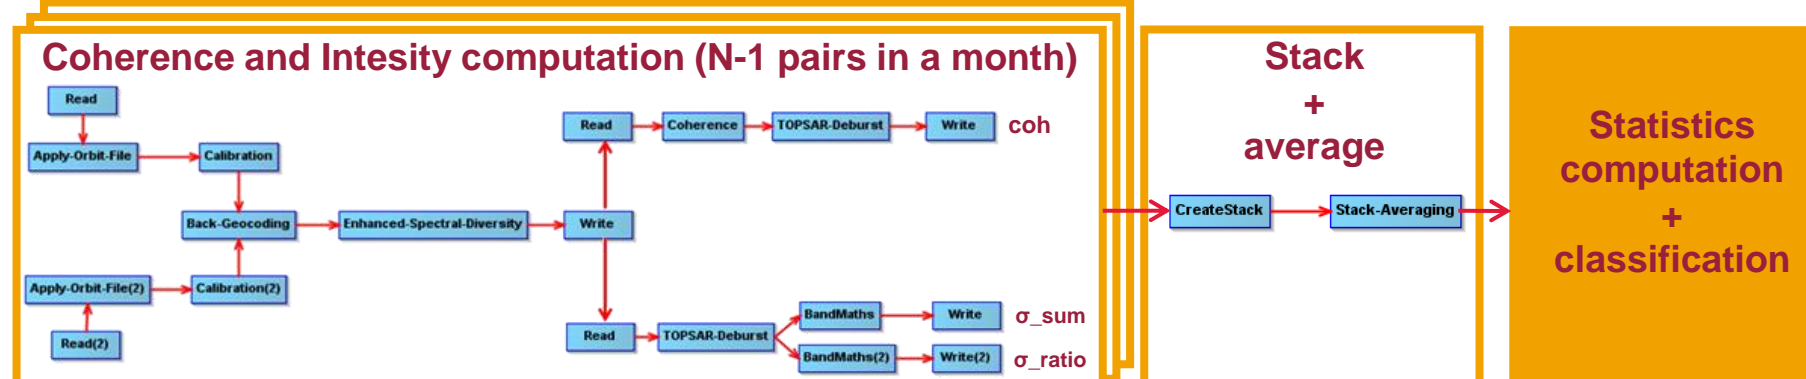 Coherence and Intesity computation (N-1 pairs in a month)
Read
Apply-Orbit-File
Calibration
Back-Geocoding
Enhanced-Spectral-Diversity
Write
Apply-Orbit-File(2)
Calibration(2)
Read(2)
Read
Coherence
TOPSAR-Deburst
Write
coh
Read
TOPSAR-Deburst
BandMaths
Write
σ_sum
BandMaths(2)
Write(2)
σ_ratio
Stack
+
average
CreateStack
Stack-Averaging
Statistics
computation
+
classification